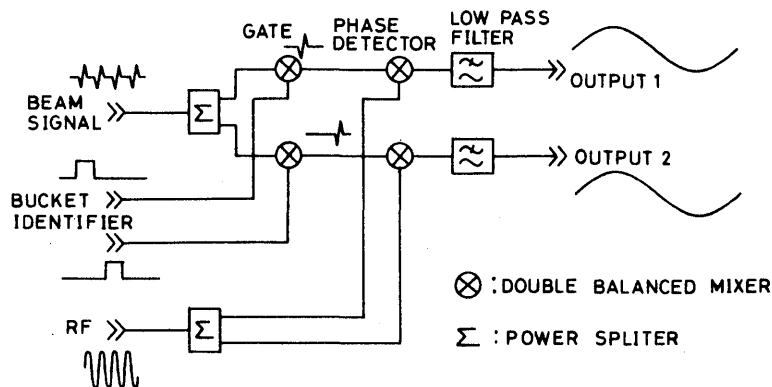 GATE
PHASE
DETECTOR
LOW PASS
FILTER
BEAM
SIGNAL
Σ
OUTPUT 1
OUTPUT 2
BUCKET
IDENTIFIER
RF
Σ
: DOUBLE BALANCED MIXER
Σ : POWER SPLITER